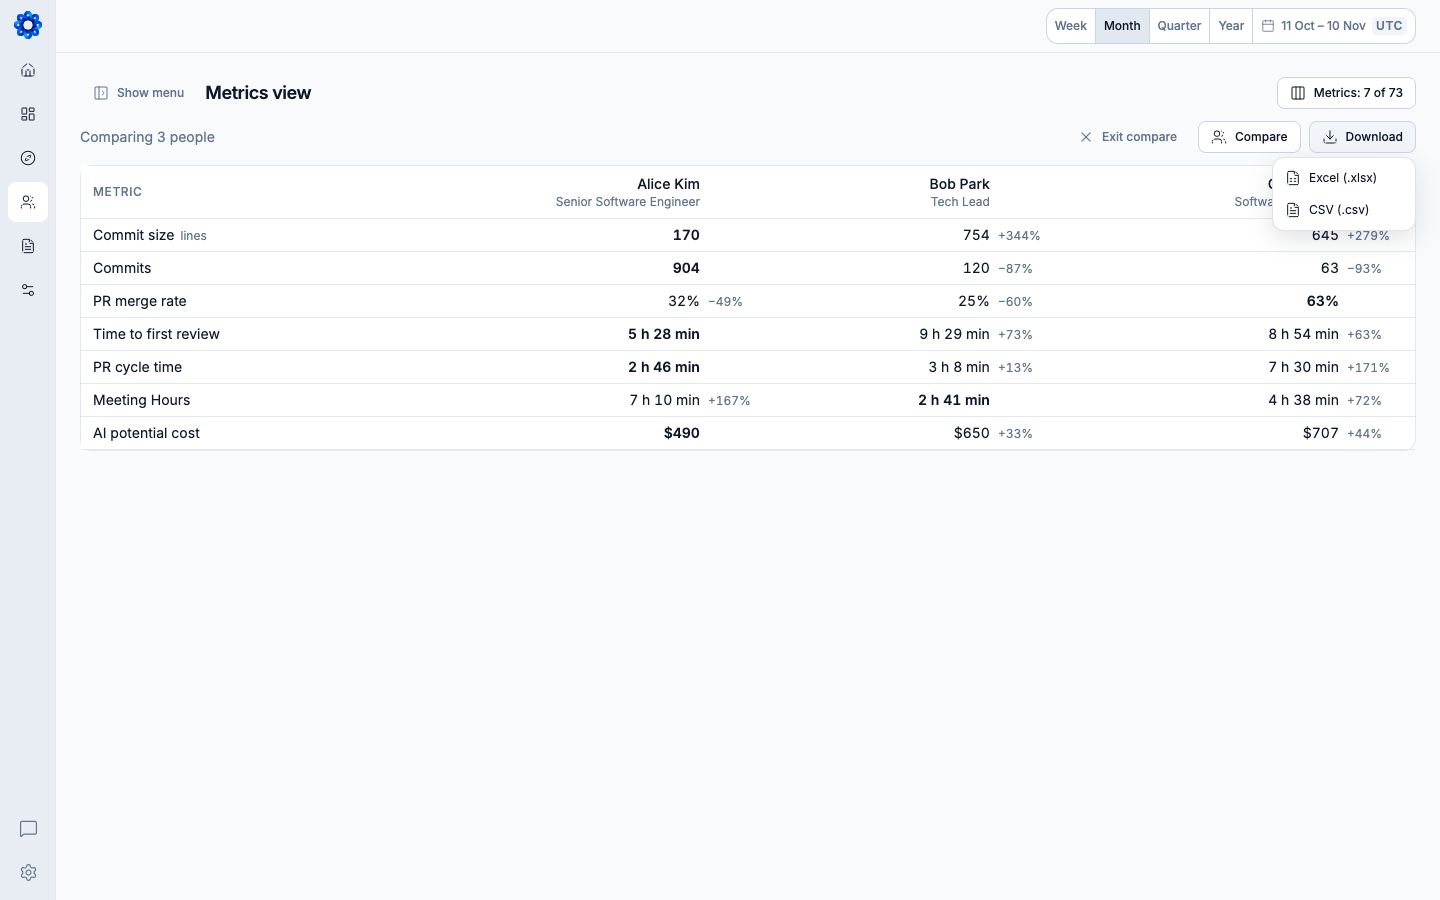 Week Month Quarter Year 11 Oct – 10 Nov UTC
Show menu Metrics view Metrics: 7 of 73
Comparing 3 people Exit compare Compare Download
Excel (.xlsx)
CSV (.csv)
METRIC Alice Kim Bob Park
Senior Software Engineer Tech Lead
Commit size lines 170 754 +344% 645 +279%
Commits 904 120 −87% 63 −93%
PR merge rate 32% −49% 25% −60% 63%
Time to first review 5 h 28 min 9 h 29 min +73% 8 h 54 min +63%
PR cycle time 2 h 46 min 3 h 8 min +13% 7 h 30 min +171%
Meeting Hours 7 h 10 min +167% 2 h 41 min 4 h 38 min +72%
AI potential cost $490 $650 +33% $707 +44%